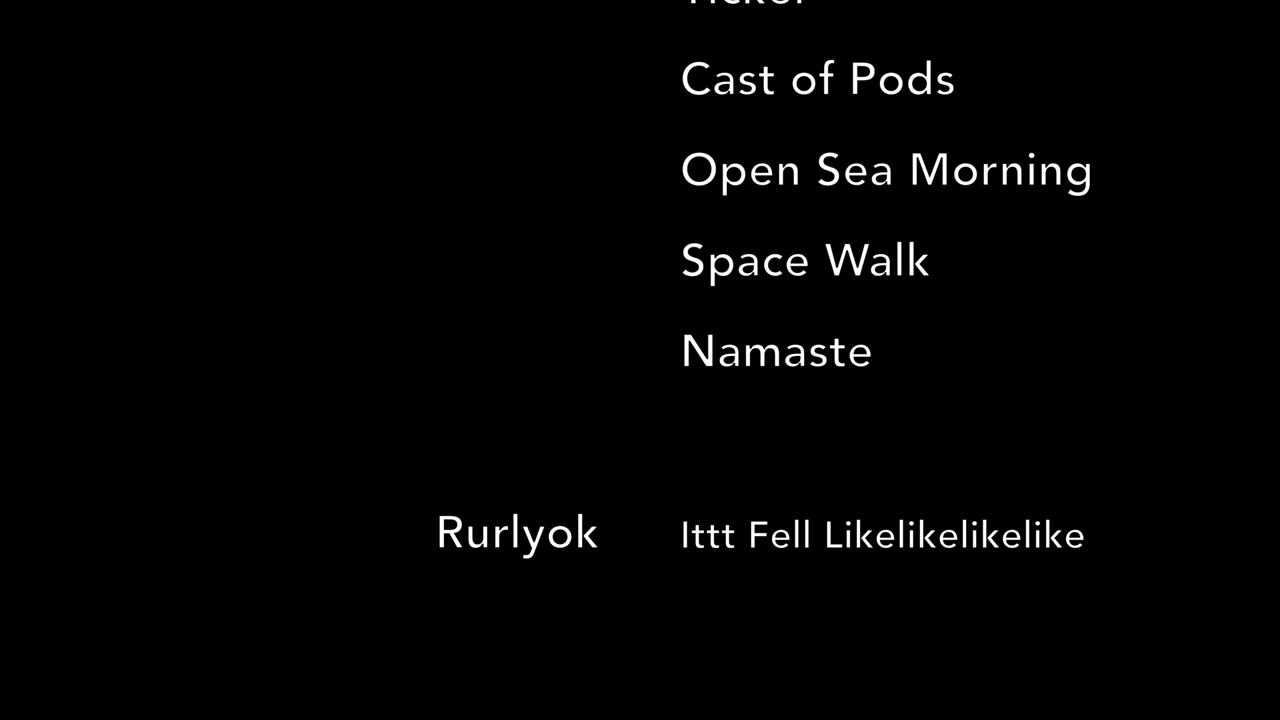 Cast of Pods
Open Sea Morning
Space Walk
Namaste
Rurlyok Ittt Fell Likelikelikelike